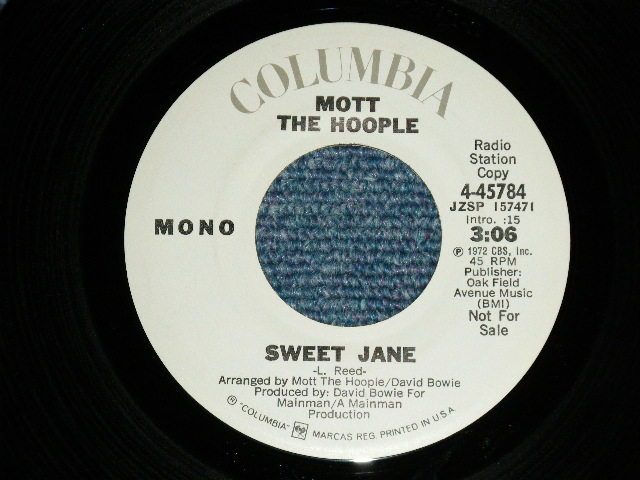 COLUMBIA
MOTT
THE HOOPLE
MONO
Radio
Station
Copy
4-45784
JZSP 157471
Intro. :15
3:06
Ⓟ 1972 CBS, Inc.
45 RPM
Publisher:
Oak Field
Avenue Music
(BMI)
Not For
Sale
SWEET JANE
-L. Reed-
Arranged by Mott The Hoople/David Bowie
Produced by: David Bowie For
Mainman/A Mainman
Production
® "COLUMBIA" MARCAS REG. PRINTED IN U.S.A.